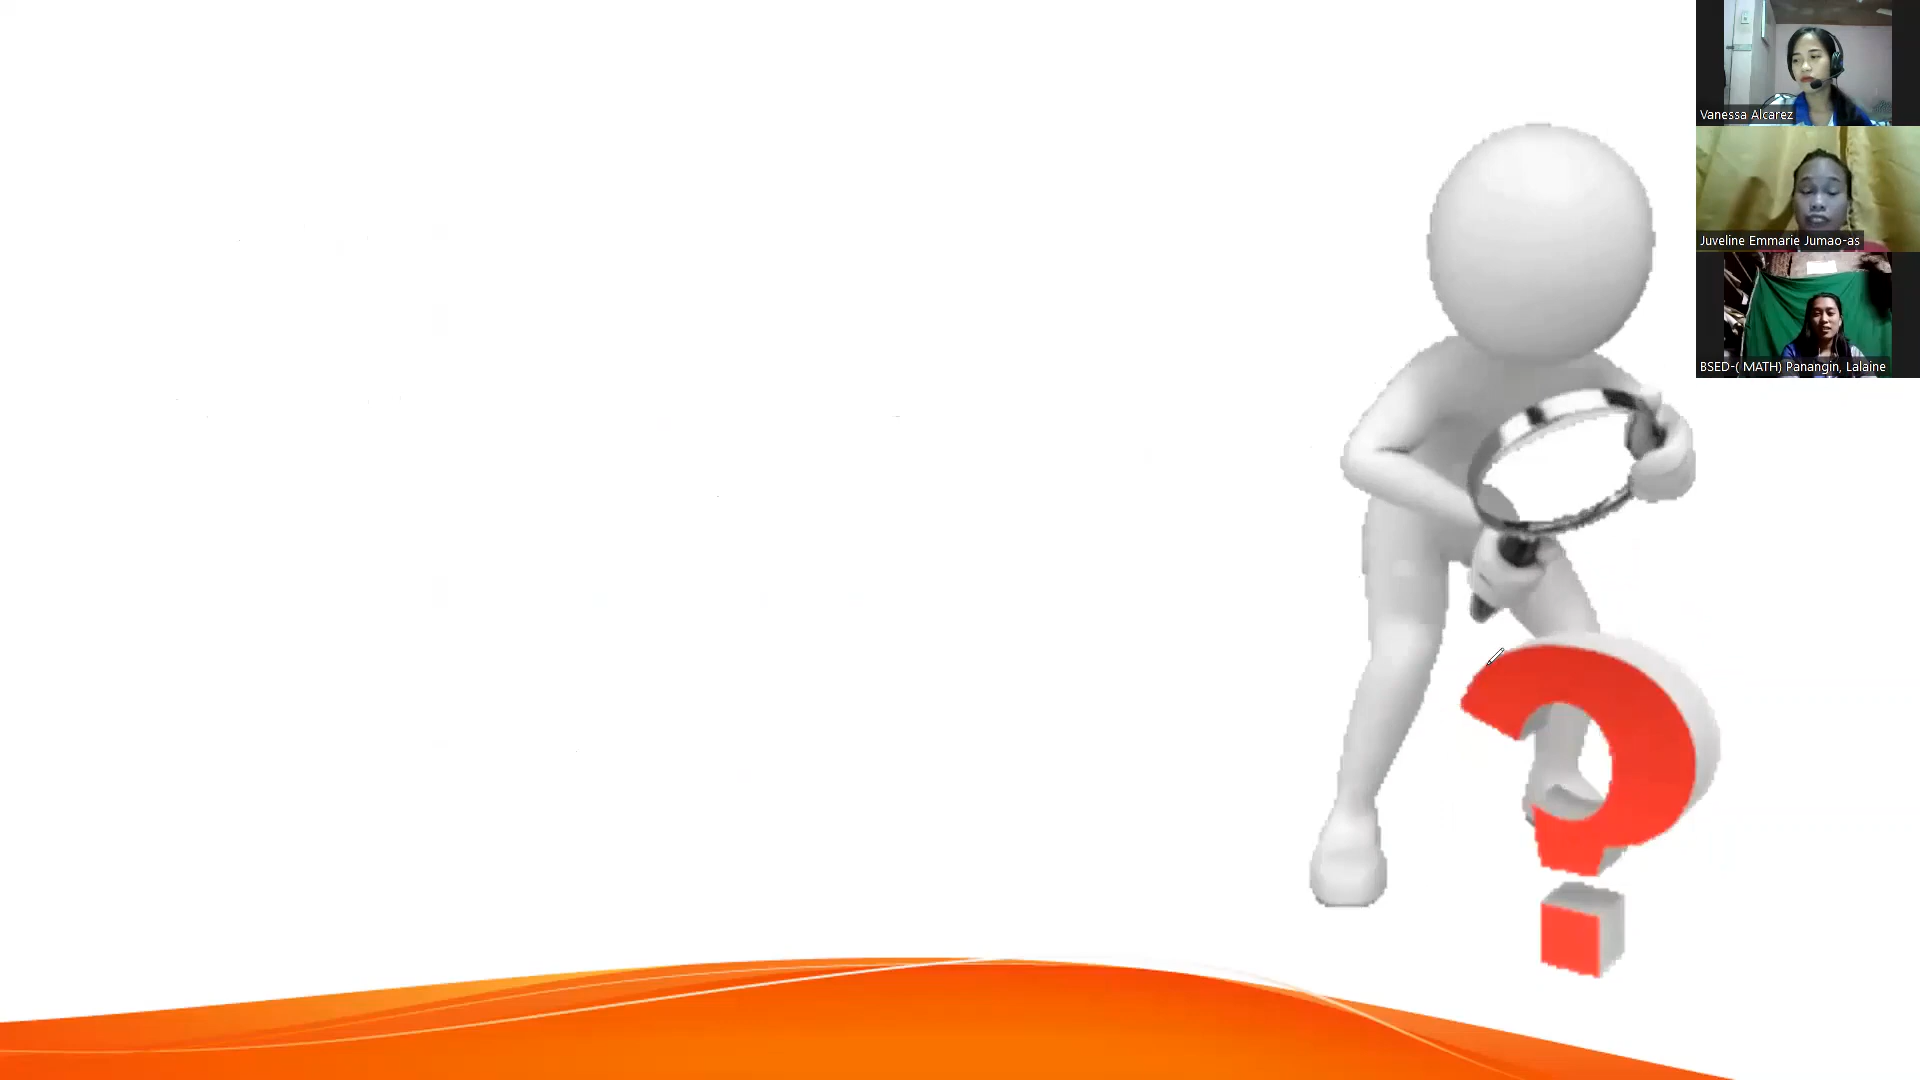 Vanessa Alcarez
Juveline Emmarie Jumao-as
BSED-( MATH) Panangin, Lalaine
?